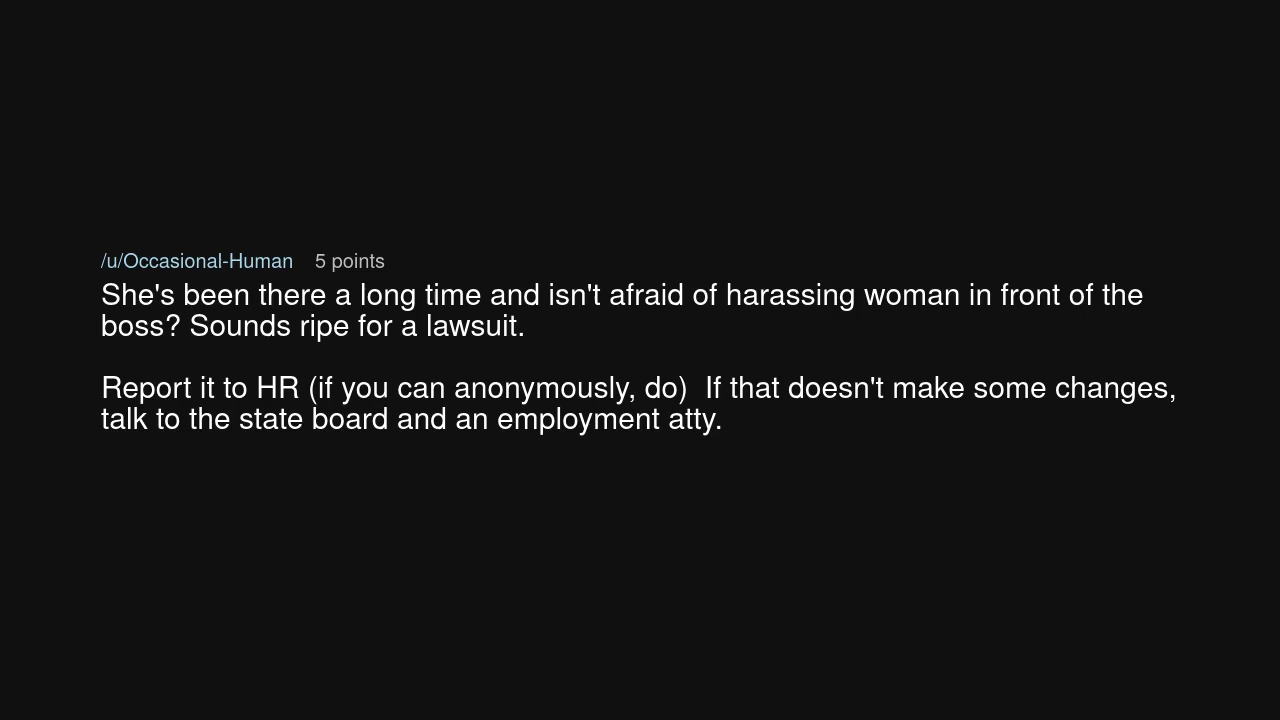 /u/Occasional-Human 5 points
She's been there a long time and isn't afraid of harassing woman in front of the
boss? Sounds ripe for a lawsuit.
Report it to HR (if you can anonymously, do)  If that doesn't make some changes,
talk to the state board and an employment atty.